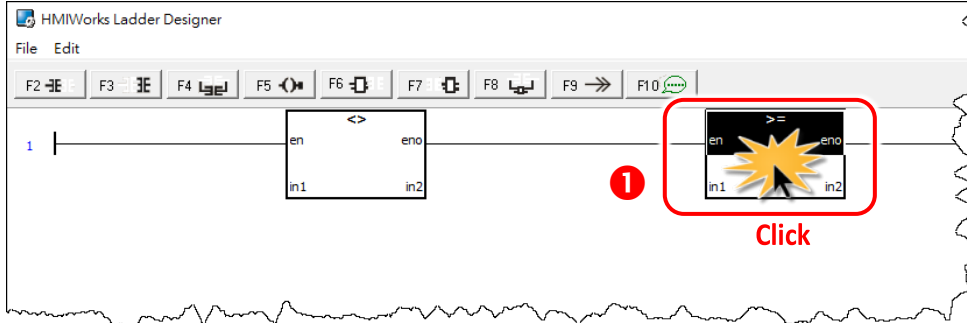 HMIWorks Ladder Designer
File Edit
F2 F3 F4 F5 F6 F7 F8 F9 F10
<> >=
1 en eno en eno
in1 in2 1 in1 in2
Click